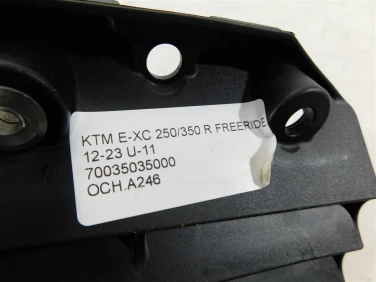 KTM E-XC 250/350 R FREERIDE
12-23 U-11
70035035000
OCH.A246